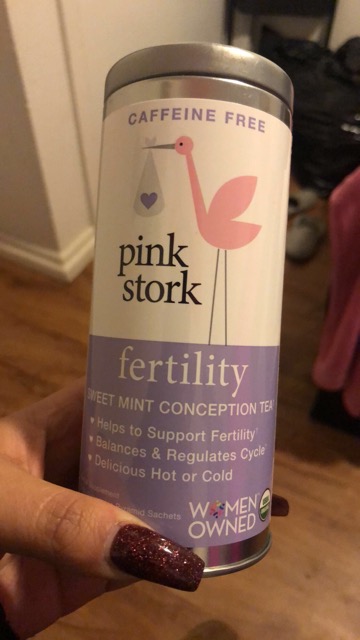 CAFFEINE FREE
pink
stork
fertility
SWEET MINT CONCEPTION TEA
• Helps to Support Fertility
• Balances & Regulates Cycle
• Delicious Hot or Cold
Sachets
WOMEN
OWNED